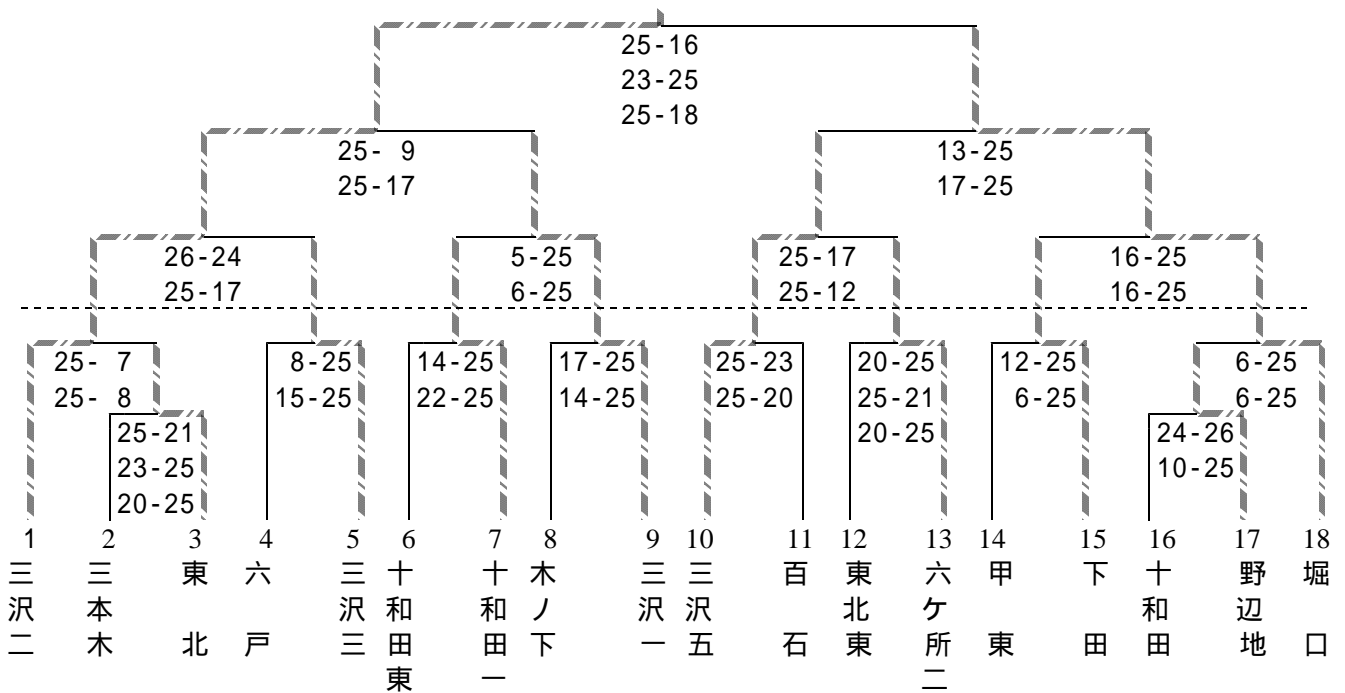 25-16
23-25
25-18
25- 9
25-17
13-25
17-25
26-24
25-17
5-25
6-25
25-17
25-12
16-25
16-25
25- 7
25- 8
8-25
15-25
14-25
22-25
17-25
14-25
25-23
25-20
20-25
25-21
20-25
12-25
6-25
6-25
6-25
25-21
23-25
20-25
24-26
10-25
1 2 3 4 5 6 7 8 9 10 11 12 13 14 15 16 17 18
三沢二
三本木
東北
六戸
三沢三
十和田東
十和田一
木ノ下
三沢一
三沢五
百石
東北東
六ケ所二
甲東
下田
十和田
野辺地
堀口